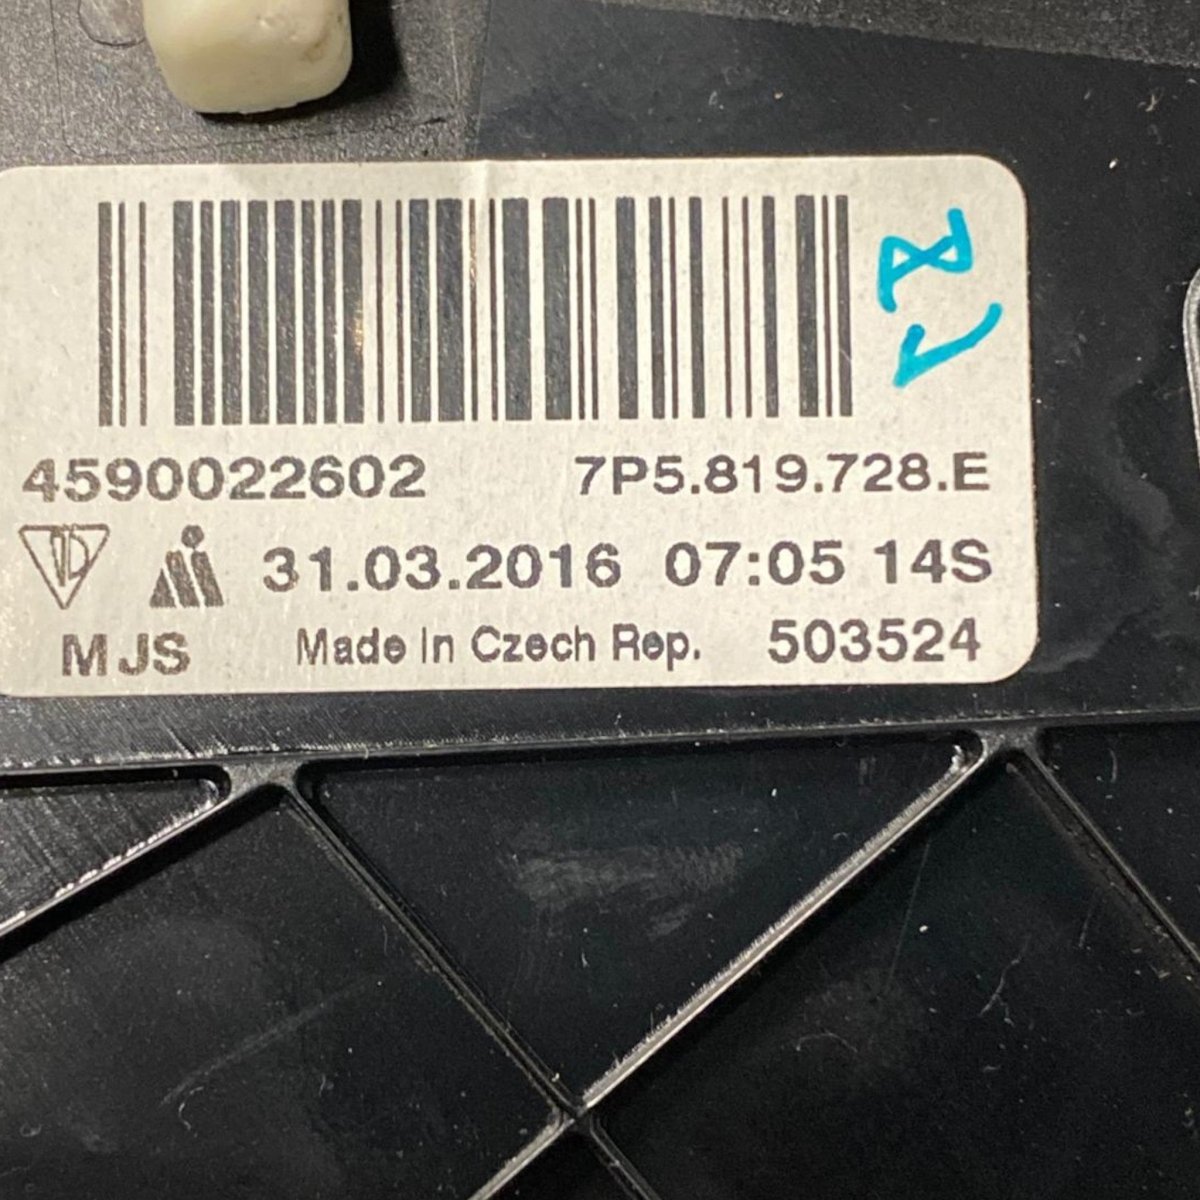 4590022602 7P5.819.728.E
31.03.2016 07:05 14S
MJS Made In Czech Rep. 503524